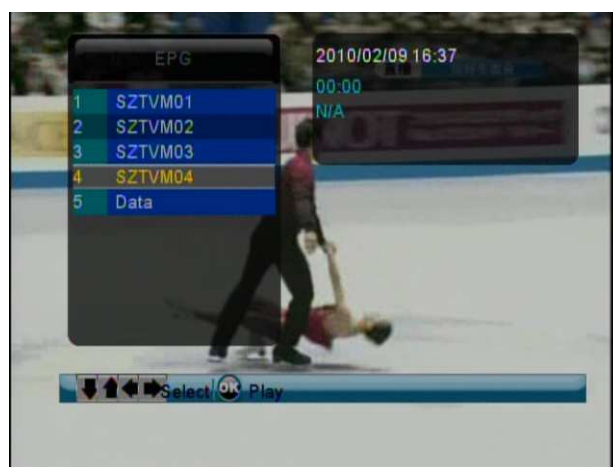 EPG
1 SZTVM01
2 SZTVM02
3 SZTVM03
4 SZTVM04
5 Data
2010/02/09 16:37
00:00
N/A
Select OK Play